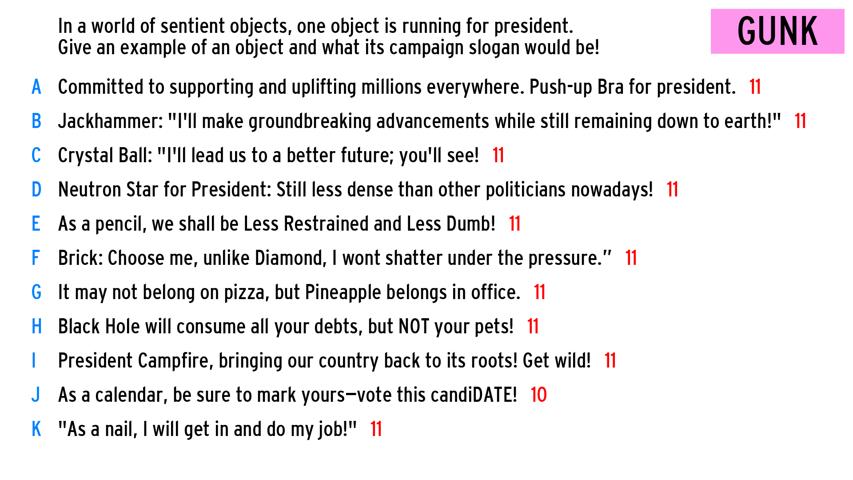 In a world of sentient objects, one object is running for president.
Give an example of an object and what its campaign slogan would be!
GUNK
A Committed to supporting and uplifting millions everywhere. Push-up Bra for president. 11
B Jackhammer: "I'll make groundbreaking advancements while still remaining down to earth!" 11
C Crystal Ball: "I'll lead us to a better future; you'll see! 11
D Neutron Star for President: Still less dense than other politicians nowadays! 11
E As a pencil, we shall be Less Restrained and Less Dumb! 11
F Brick: Choose me, unlike Diamond, I wont shatter under the pressure.” 11
G It may not belong on pizza, but Pineapple belongs in office. 11
H Black Hole will consume all your debts, but NOT your pets! 11
I President Campfire, bringing our country back to its roots! Get wild! 11
J As a calendar, be sure to mark yours—vote this candiDATE! 10
K "As a nail, I will get in and do my job!" 11